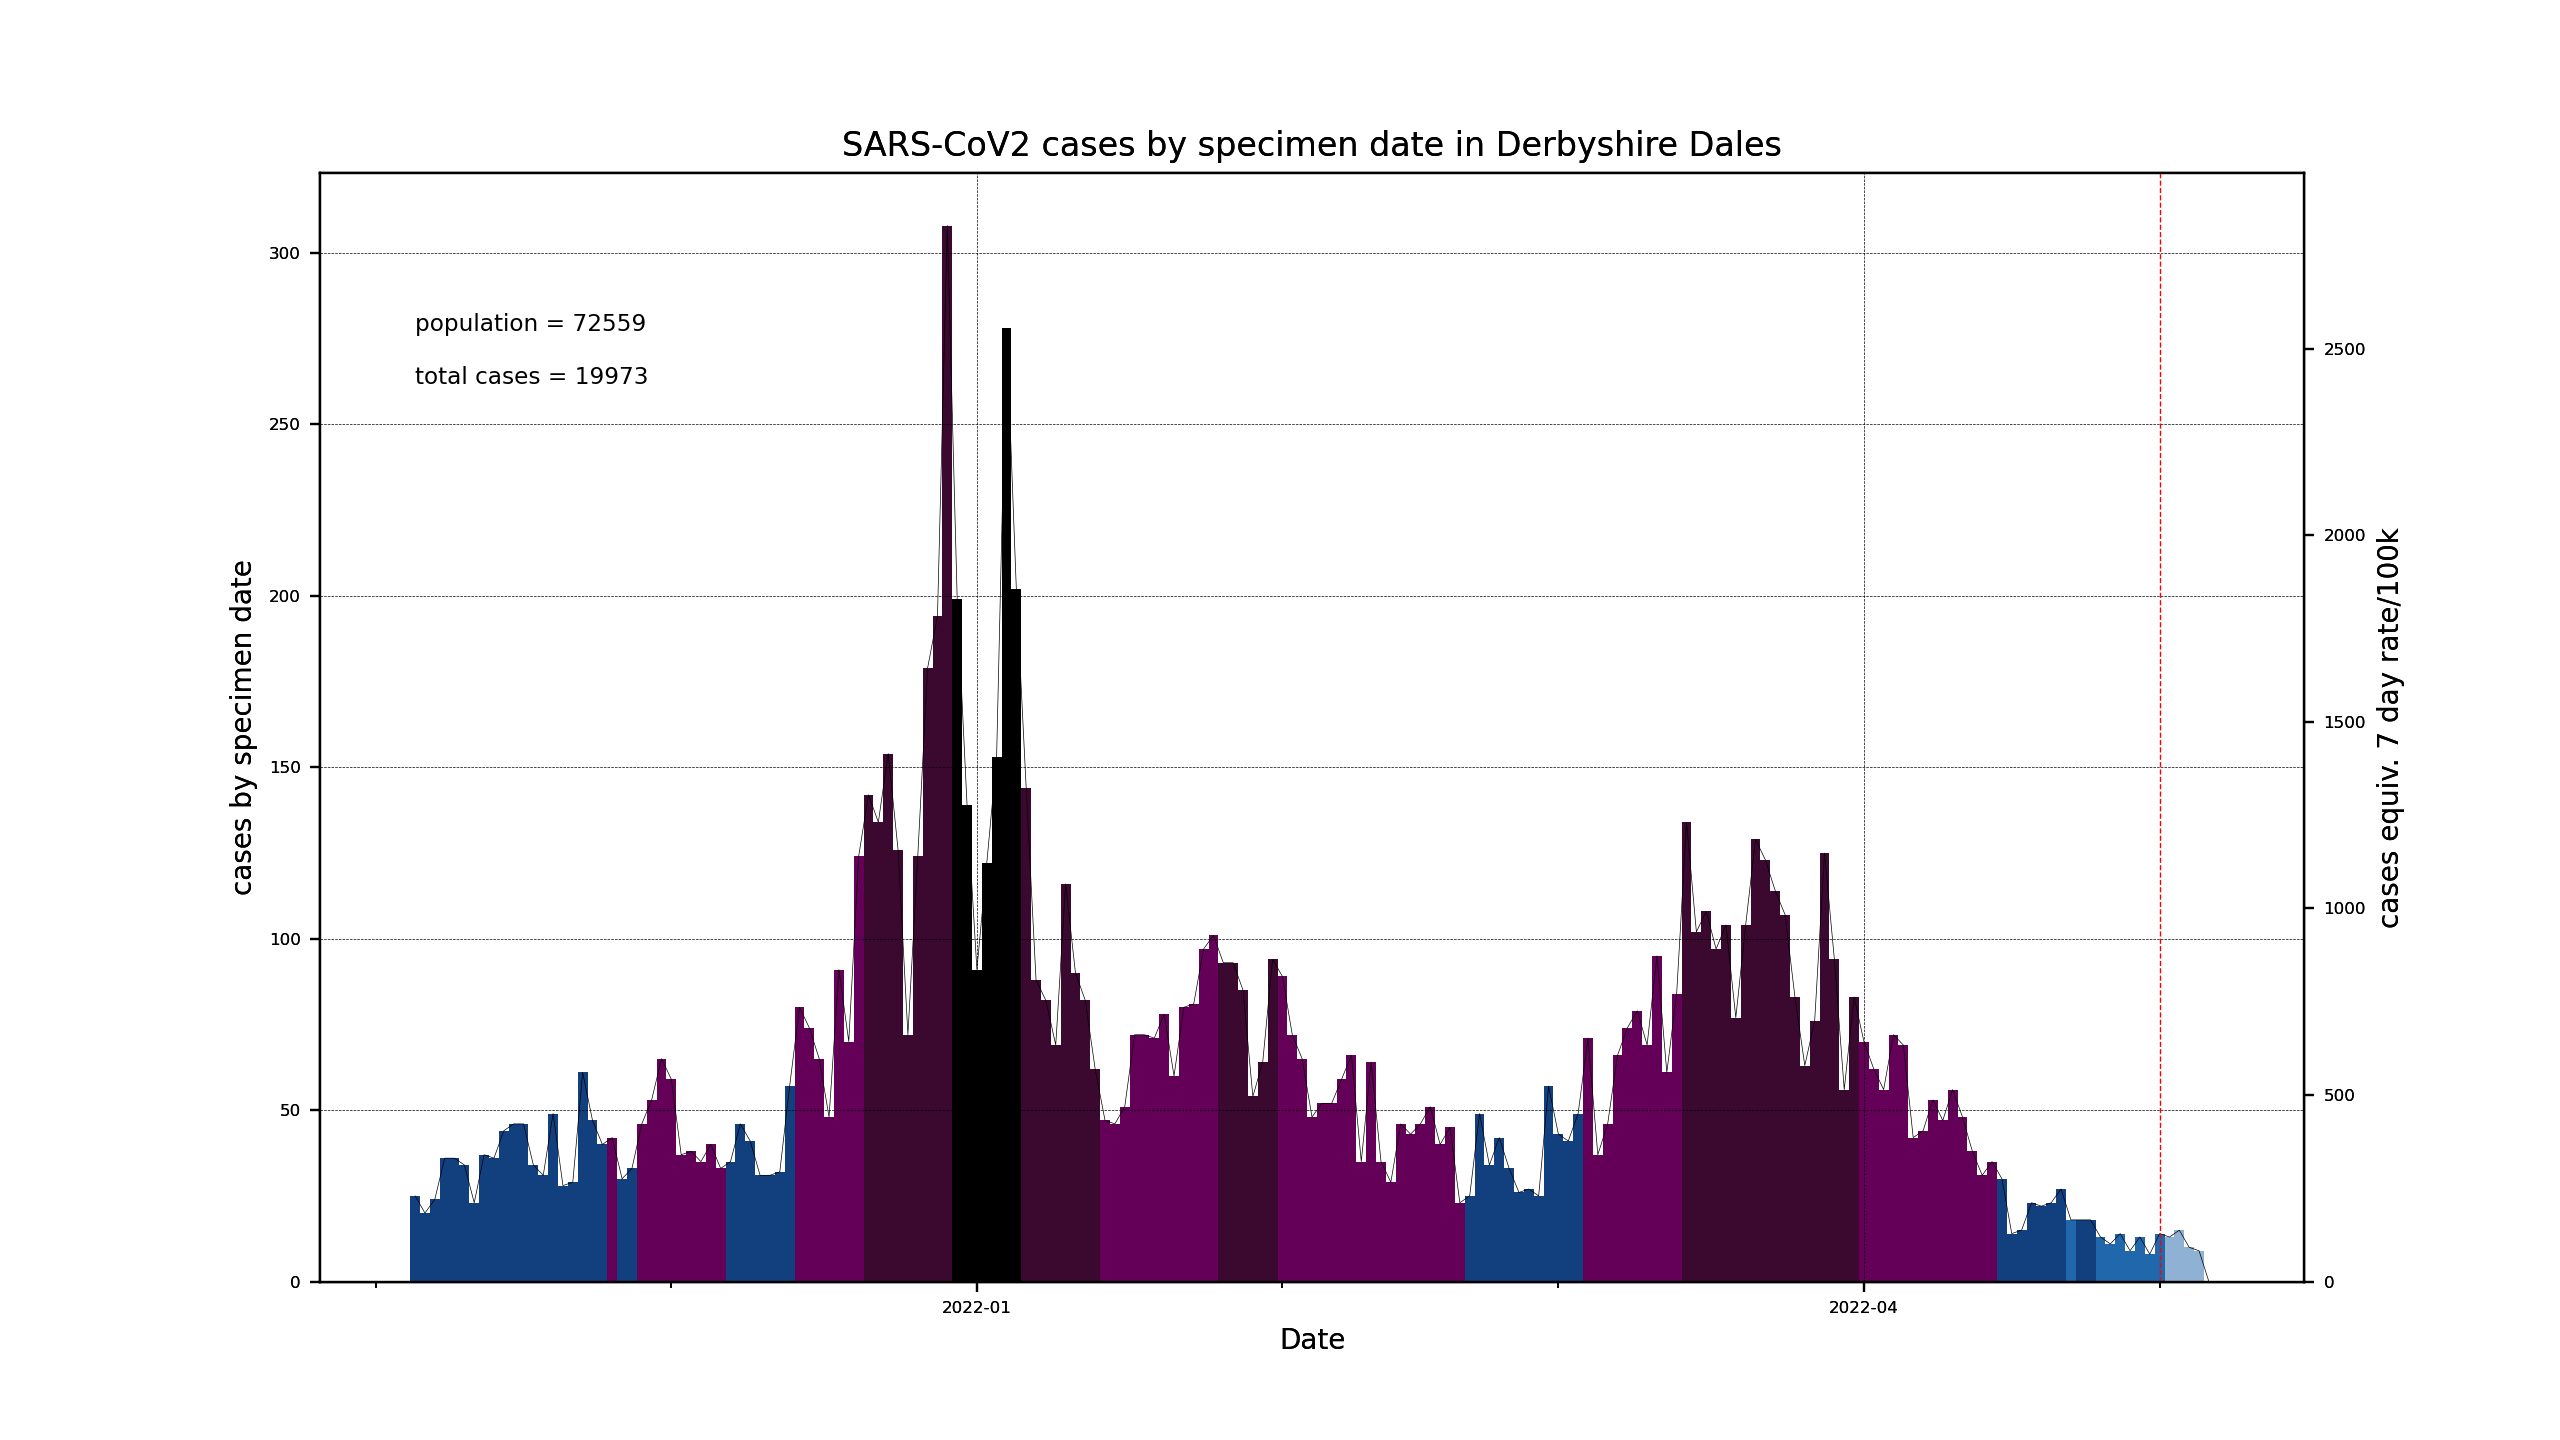 SARS-CoV2 cases by specimen date in Derbyshire Dales
population = 72559
total cases = 19973
cases by specimen date
300
250
200
150
100
50
0
2500
2000
1500
1000
500
0
cases equiv. 7 day rate/100k
2022-01
2022-04
Date